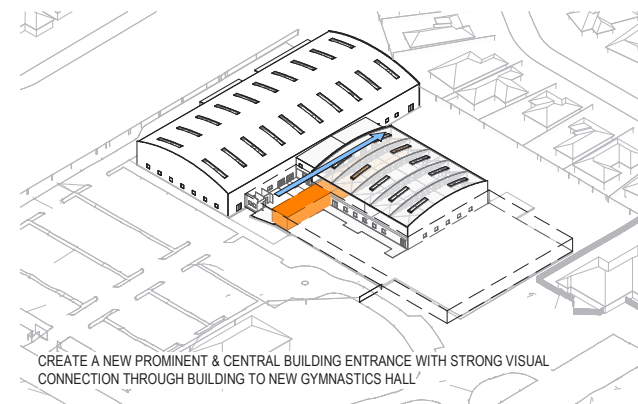 CREATE A NEW PROMINENT & CENTRAL BUILDING ENTRANCE WITH STRONG VISUAL
CONNECTION THROUGH BUILDING TO NEW GYMNASTICS HALL